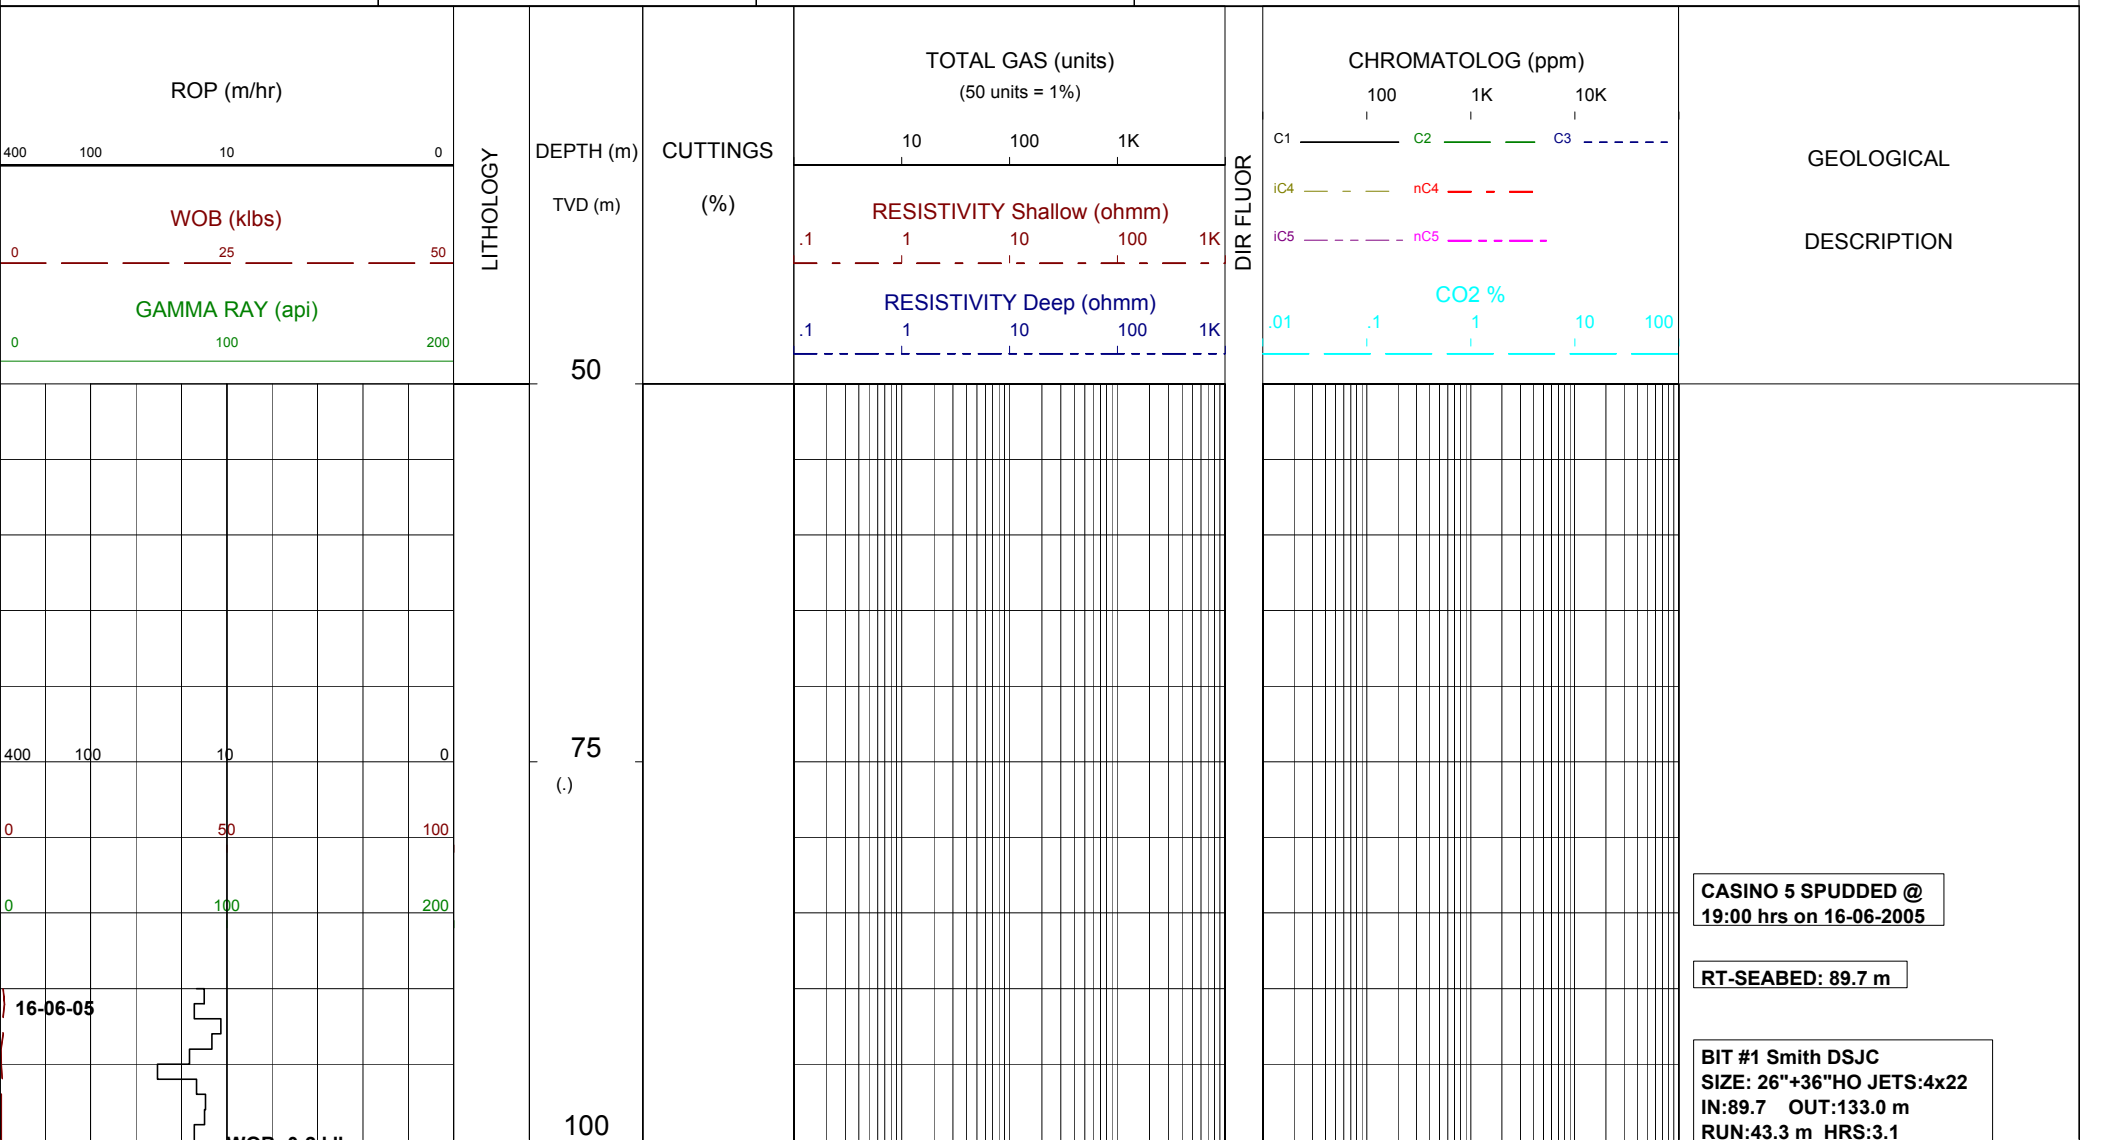 ROP (m/hr)
400 100 10 0
WOB (klbs)
0 25 50
GAMMA RAY (api)
0 100 200
LITHOLOGY
DEPTH (m)
TVD (m)
CUTTINGS
(%)
TOTAL GAS (units)
(50 units = 1%)
10 100 1K
RESISTIVITY Shallow (ohmm)
.1 1 10 100 1K
RESISTIVITY Deep (ohmm)
.1 1 10 100 1K
DIR FLUOR
CHROMATOLOG (ppm)
100 1K 10K
C1 C2 C3
iC4 nC4
iC5 nC5
CO2 %
.01 .1 1 10 100
GEOLOGICAL
DESCRIPTION
50
400 100 10 0
75
(.)
0 50 100
0 100 200
CASINO 5 SPUDDED @
19:00 hrs on 16-06-2005
RT-SEABED: 89.7 m
16-06-05
BIT #1 Smith DSJC
SIZE: 26"+36"HO JETS:4x22
IN:89.7 OUT:133.0 m
RUN:43.3 m HRS:3.1
100